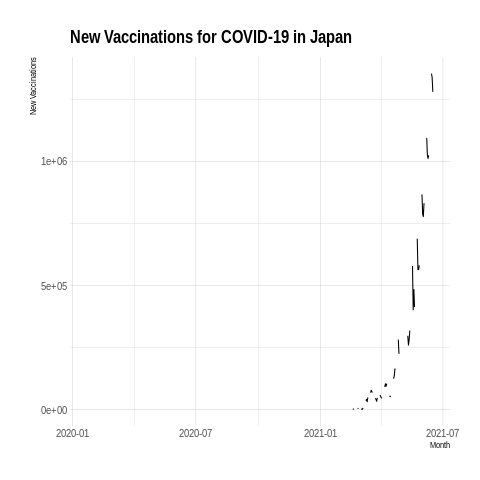 New Vaccinations for COVID-19 in Japan
New Vaccinations
1e+06
5e+05
0e+00
2020-01
2020-07
2021-01
2021-07
Month